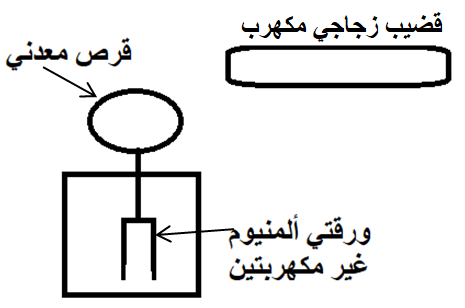 قضيب زجاجي مكهرب
قرص معدني
ورقتي ألمنيوم
غير مكهربتين